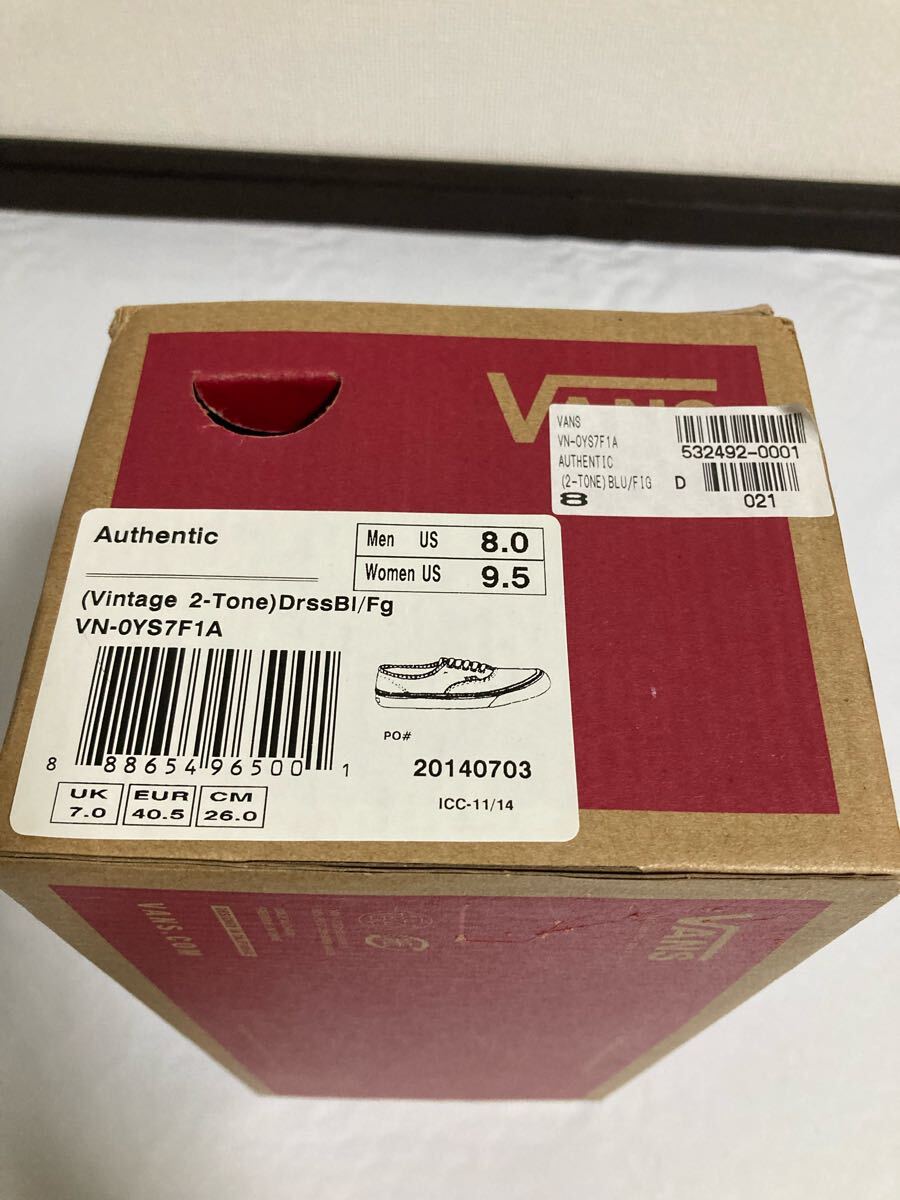 VANS
VANS
VN-0YS7F1A
AUTHENTIC
(2-TONE)BLU/FIG
8
532492-0001
D
021
Authentic
Men US 8.0
Women US 9.5
(Vintage 2-Tone)DrssBl/Fg
VN-0YS7F1A
8 88654 96500 1
PO#
20140703
ICC-11/14
UK 7.0
EUR 40.5
CM 26.0
VANS.COM
VANS